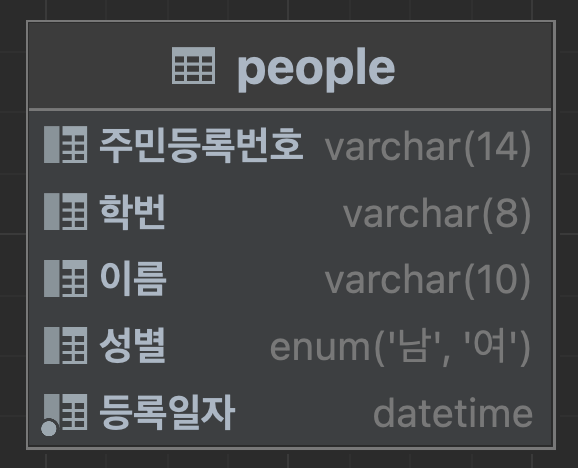 people
주민등록번호 varchar(14)
학번 varchar(8)
이름 varchar(10)
성별 enum('남', '여')
등록일자 datetime